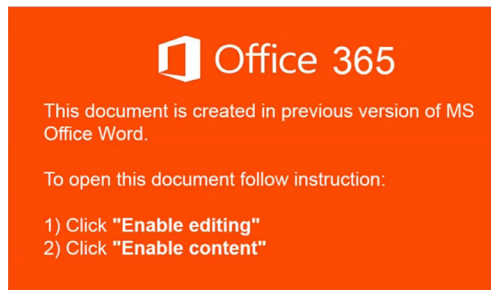 Office 365
This document is created in previous version of MS
Office Word.
To open this document follow instruction:
1) Click "Enable editing"
2) Click "Enable content"